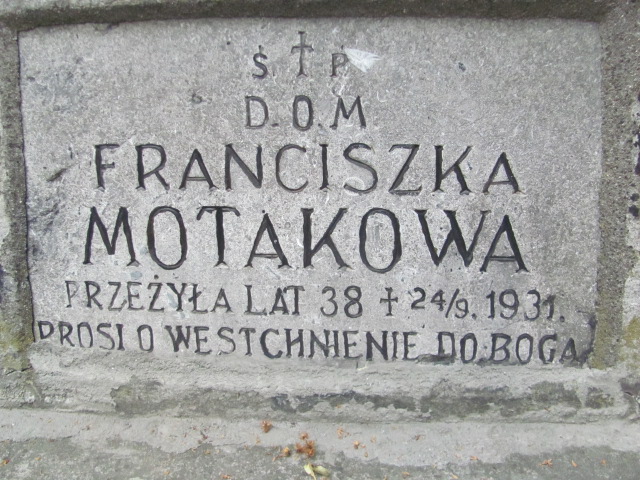 Ś † P
D.O.M
FRANCISZKA
MOTAKOWA
PRZEŻYŁA LAT 38 † 24/9. 1931.
PROSI O WESTCHNIENIE DO BOGA